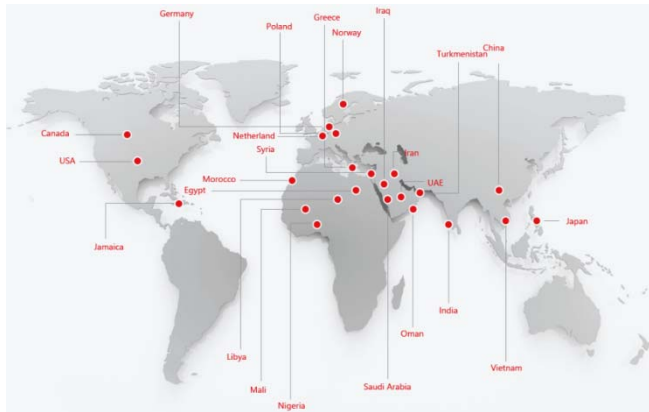 Germany
Poland
Greece
Norway
Iraq
Turkmenistan
China
Canada
Netherland
USA
Syria
Iran
Morocco
Egypt
UAE
Jamaica
Japan
India
Oman
Libya
Vietnam
Mali
Saudi Arabia
Nigeria